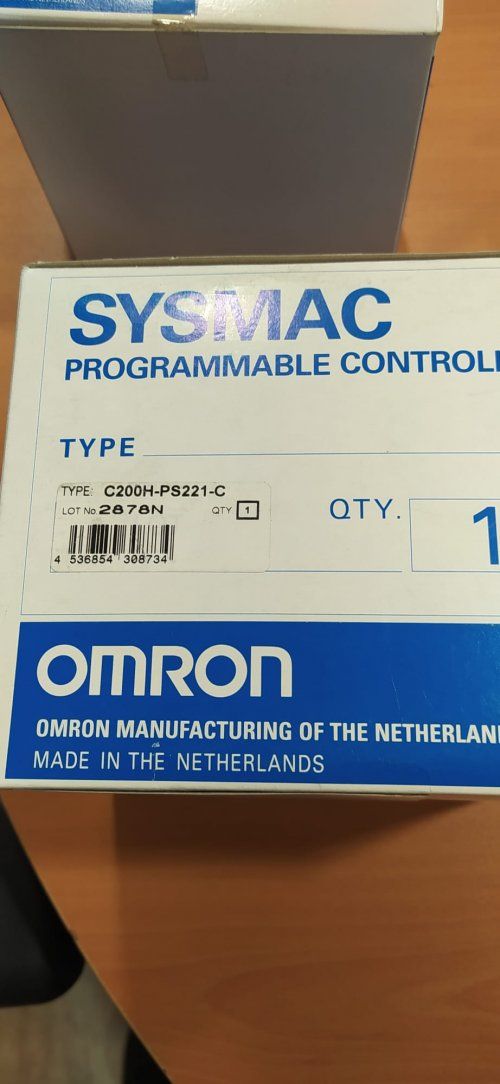 SYSMAC
PROGRAMMABLE CONTROLL
TYPE
TYPE: C200H-PS221-C
LOT No. 2878N QTY. 1
4 536854 308734
QTY. 1
OMRON
OMRON MANUFACTURING OF THE NETHERLAN
MADE IN THE NETHERLANDS